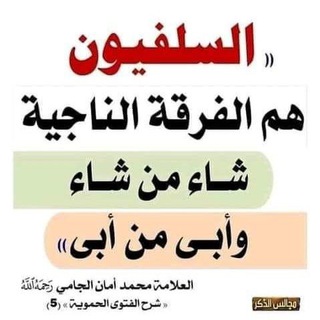 (( السلفيون
هم الفرقة الناجية
شاء من شاء
وأبى من أبى ))
العلامة محمد أمان الجامي رحمه الله
« شرح الفتوى الحموية » (5)
مجالس الذكر